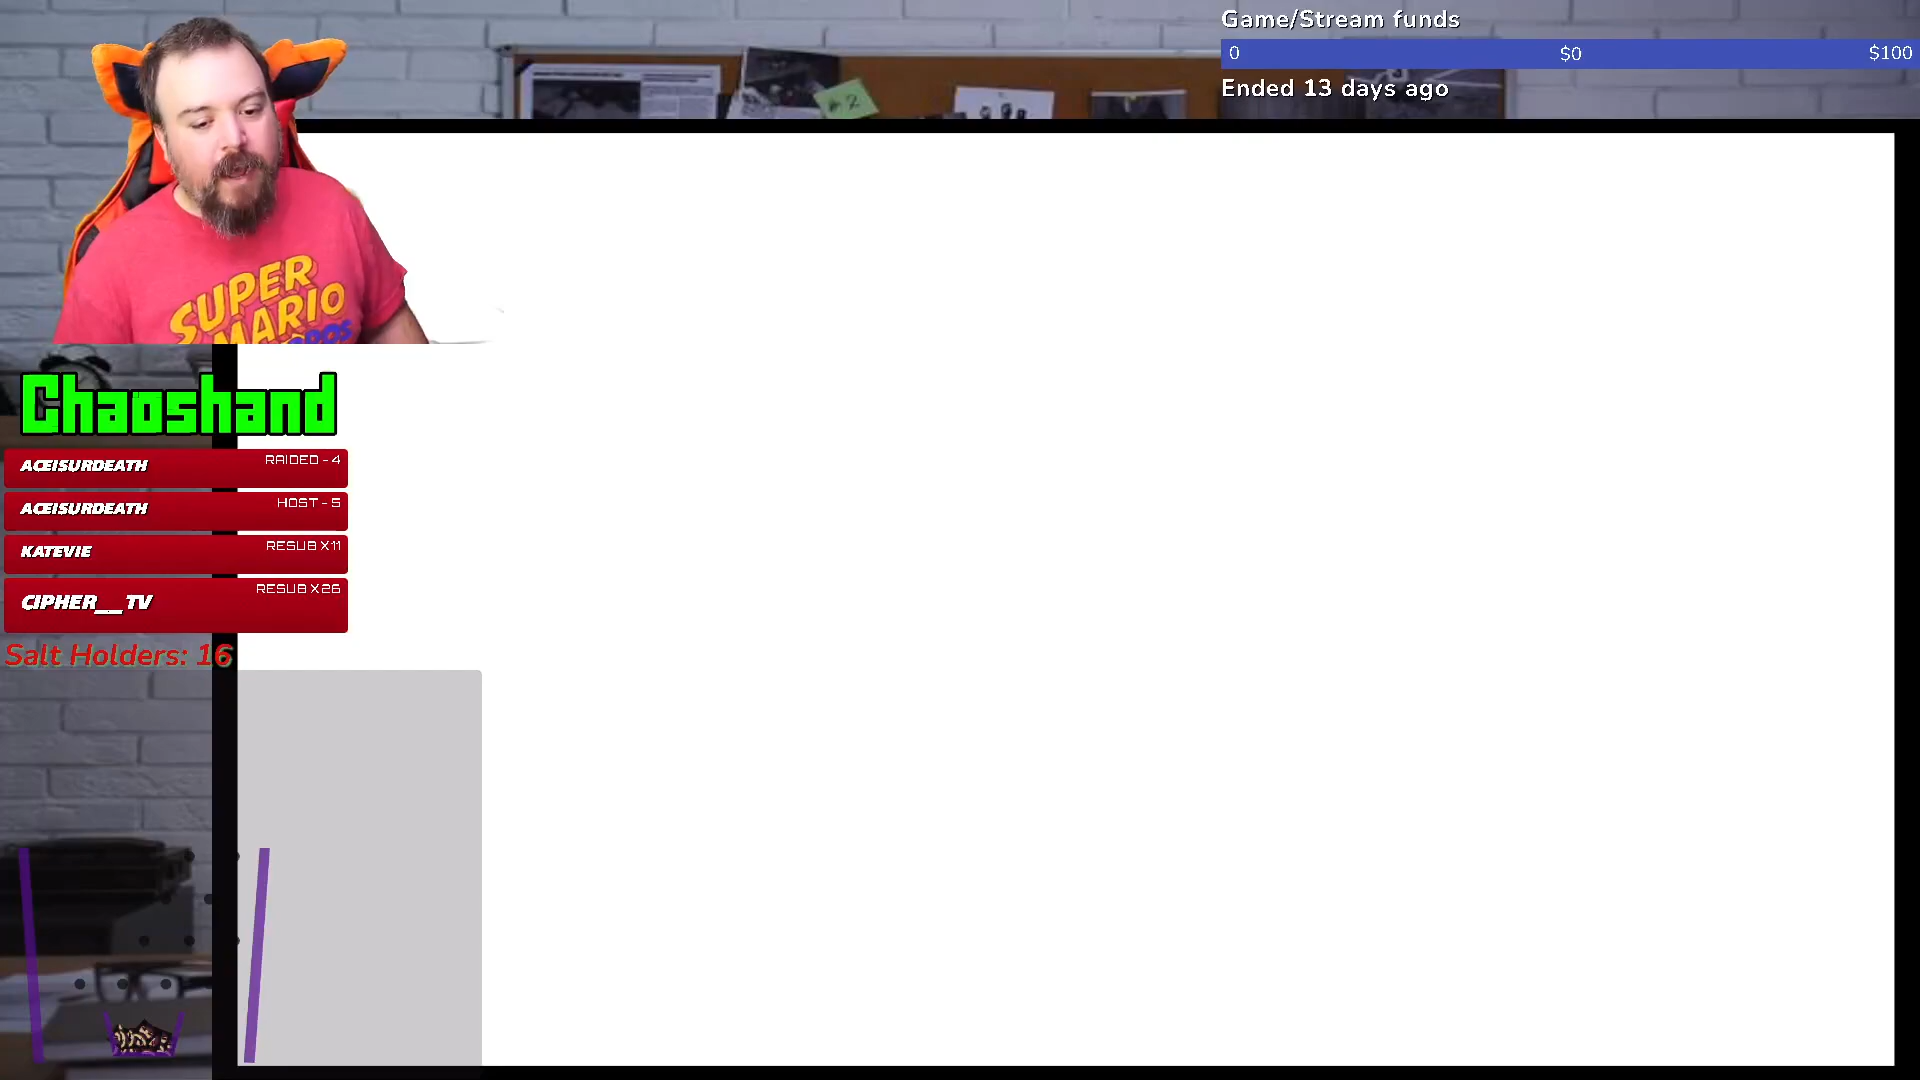 Game/Stream funds
0 $0 $100
Ended 13 days ago
#2
SUPER
MARIO
Chaoshand
ACEISURDEATH RAIDED - 4
ACEISURDEATH HOST - 5
KATEVIE RESUB X11
CIPHER__TV RESUB X26
Salt Holders: 16